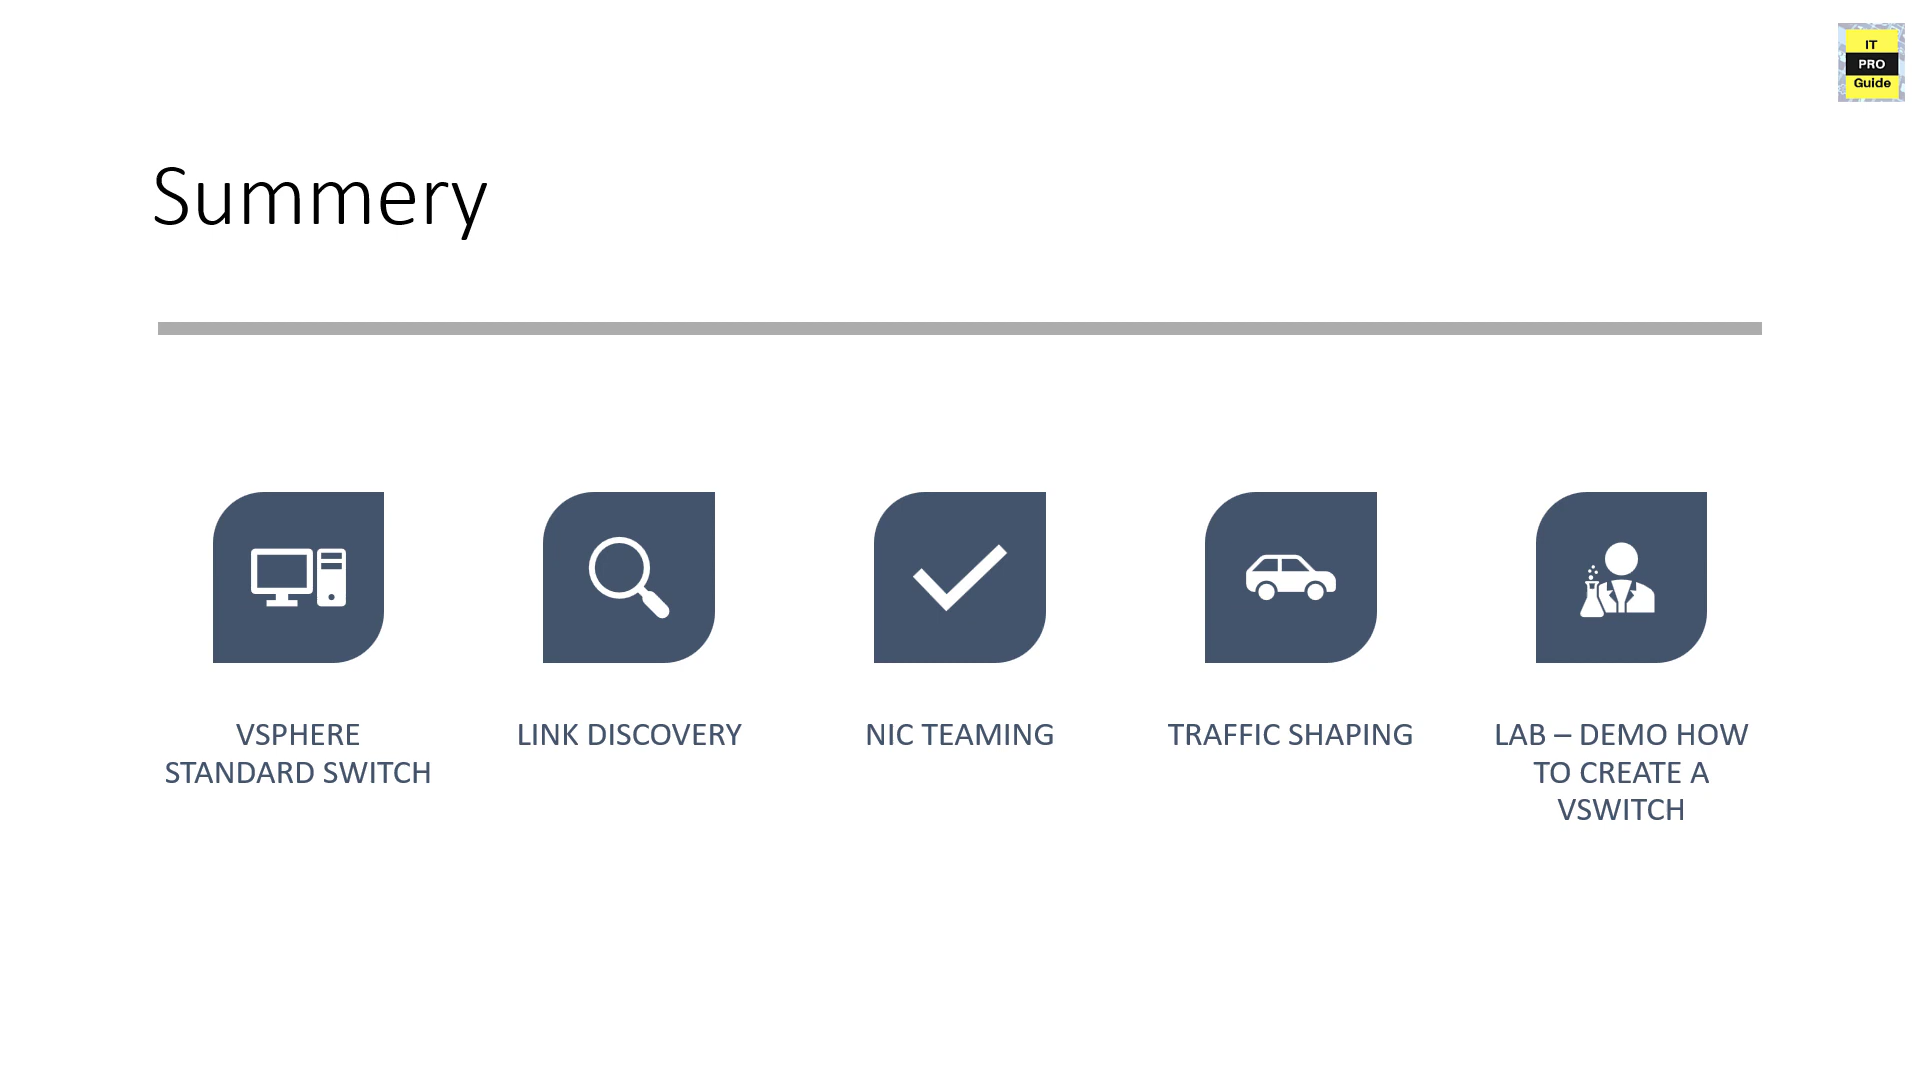 IT
PRO
Guide
Summery
VSPHERE
STANDARD SWITCH
LINK DISCOVERY
NIC TEAMING
TRAFFIC SHAPING
LAB – DEMO HOW
TO CREATE A
VSWITCH